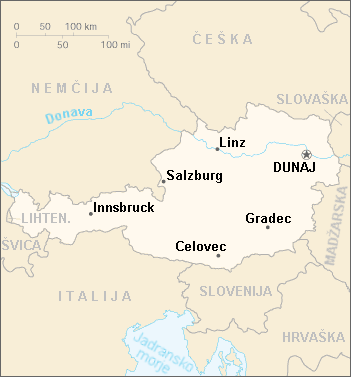 0 50 100 km
0 50 100 mi
ČEŠKA
NEMČIJA
SLOVAŠKA
Donava
Linz
DUNAJ
Salzburg
MADŽARSKA
Innsbruck
LIHTEN.
Gradec
ŠVICA
Celovec
ITALIJA
SLOVENIJA
HRVAŠKA
Jadransko
morje